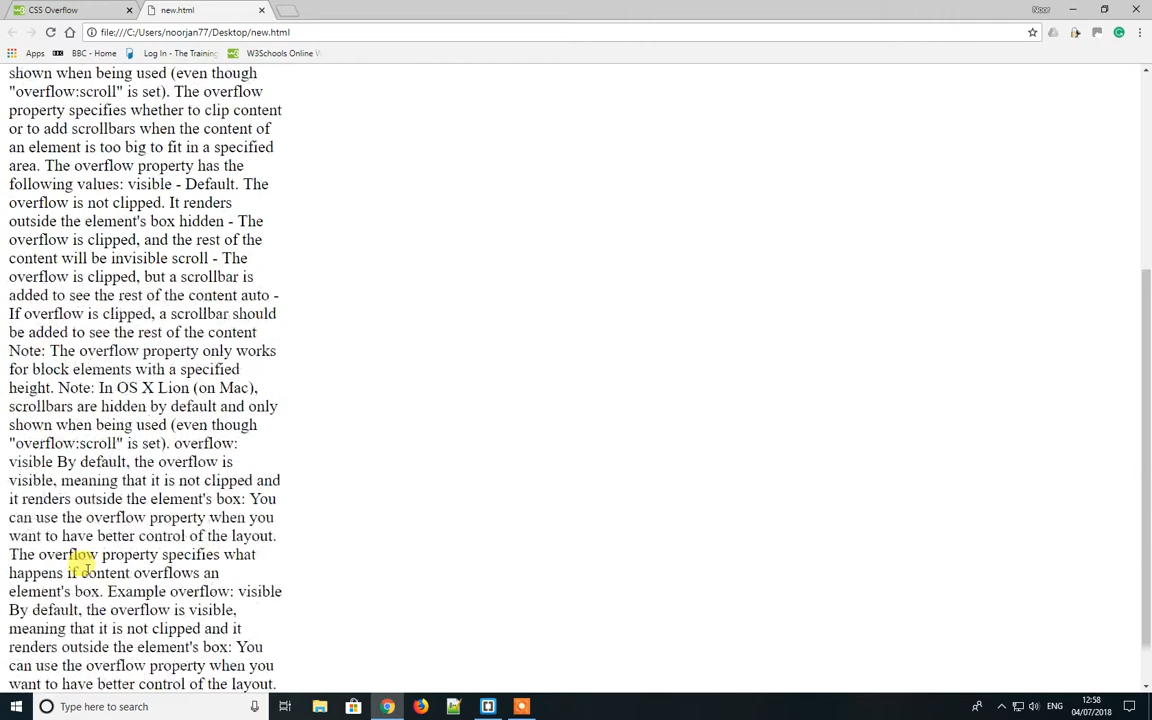 CSS Overflow
new.html
Noor
file:///C:/Users/noorjan77/Desktop/new.html
Apps
BBC - Home
Log In - The Training
W3Schools Online
shown when being used (even though
"overflow:scroll" is set). The overflow
property specifies whether to clip content
or to add scrollbars when the content of
an element is too big to fit in a specified
area. The overflow property has the
following values: visible - Default. The
overflow is not clipped. It renders
outside the element's box hidden - The
overflow is clipped, and the rest of the
content will be invisible scroll - The
overflow is clipped, but a scrollbar is
added to see the rest of the content auto -
If overflow is clipped, a scrollbar should
be added to see the rest of the content
Note: The overflow property only works
for block elements with a specified
height. Note: In OS X Lion (on Mac),
scrollbars are hidden by default and only
shown when being used (even though
"overflow:scroll" is set). overflow:
visible By default, the overflow is
visible, meaning that it is not clipped and
it renders outside the element's box: You
can use the overflow property when you
want to have better control of the layout.
The overflow property specifies what
happens if content overflows an
element's box. Example overflow: visible
By default, the overflow is visible,
meaning that it is not clipped and it
renders outside the element's box: You
can use the overflow property when you
want to have better control of the layout.
Type here to search
ENG
12:58
04/07/2018